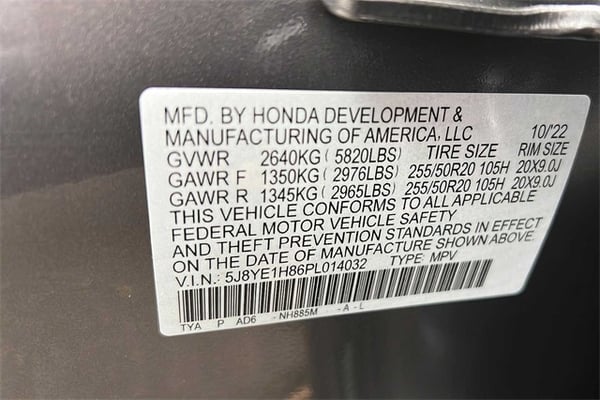 MFD. BY HONDA DEVELOPMENT &
MANUFACTURING OF AMERICA, LLC 10/'22
GVWR 2640KG ( 5820LBS) TIRE SIZE RIM SIZE
GAWR F 1350KG ( 2976LBS) 255/50R20 105H 20X9.0J
GAWR R 1345KG ( 2965LBS) 255/50R20 105H 20X9.0J
THIS VEHICLE CONFORMS TO ALL APPLICABLE
FEDERAL MOTOR VEHICLE SAFETY
AND THEFT PREVENTION STANDARDS IN EFFECT
ON THE DATE OF MANUFACTURE SHOWN ABOVE.
V.I.N.: 5J8YE1H86PL014032 TYPE: MPV
TYA P AD6 -NH885M -A-L